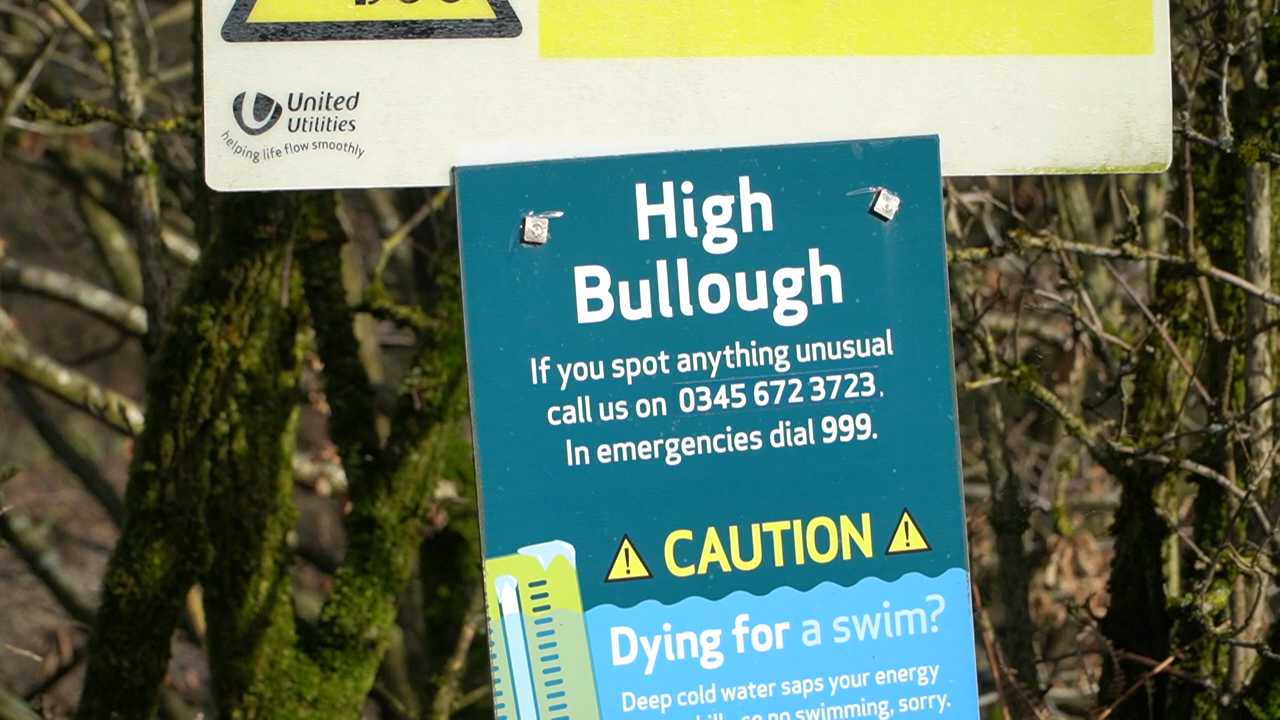 United
Utilities
helping life flow smoothly
High
Bullough
If you spot anything unusual
call us on 0345 672 3723.
In emergencies dial 999.
CAUTION
Dying for a swim?
Deep cold water saps your energy
so no swimming, sorry.